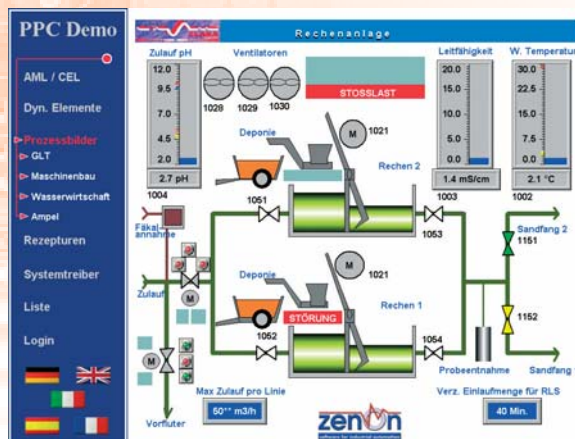 PPC Demo
AML / CEL
Dyn. Elemente
Prozessbilder
GLT
Maschinenbau
Wasserwirtschaft
Ampel
Rezepturen
Systemtreiber
Liste
Login
Rechenanlage
Zulauf pH
12.0
9.5
7.0
4.5
2.0
2.7 pH
1004
Ventilatoren
1028
1029
1030
STOSSLAST
Leitfähigkeit
20.0
15.0
10.0
5.0
0.0
1.4 mS/cm
1003
W. Temperatur
30.0
22.5
15.0
7.5
0.0
2.1 °C
1002
Deponie
M
1021
Rechen 2
1051
1053
Fäkal-
annahme
Zulauf
M
M
Vorfluter
Deponie
M
1021
Rechen 1
STÖRUNG
1052
1054
Sandfang 2
1151
1152
Probeentnahme
Sandfang
Max Zulauf pro Linie
50** m3/h
zenOn
software for industrial automation
Verz. Einlaufmenge für RLS
40 Min.